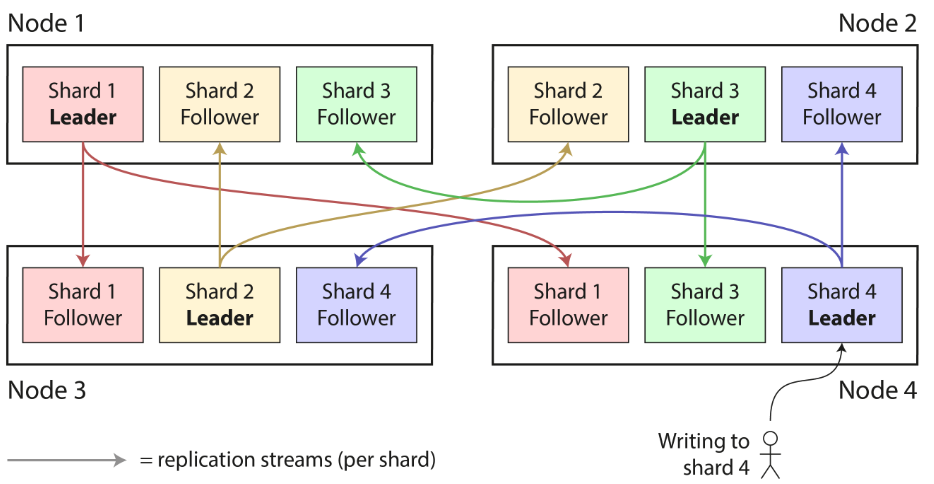 Node 1
Node 2
Shard 1
Leader
Shard 2
Follower
Shard 3
Follower
Shard 2
Follower
Shard 3
Leader
Shard 4
Follower
Shard 1
Follower
Shard 2
Leader
Shard 4
Follower
Shard 1
Follower
Shard 3
Follower
Shard 4
Leader
Node 3
Node 4
= replication streams (per shard)
Writing to
shard 4